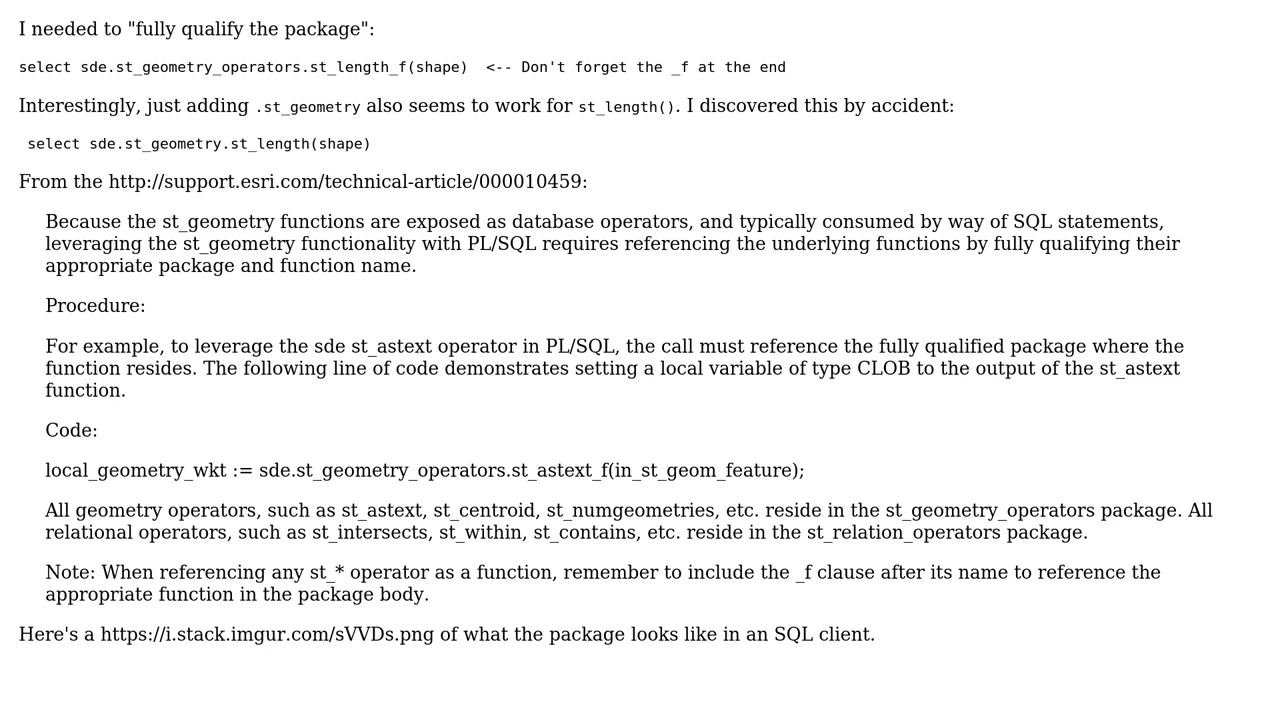 I needed to "fully qualify the package":
select sde.st_geometry_operators.st_length_f(shape)  <-- Don't forget the _f at the end
Interestingly, just adding .st_geometry also seems to work for st_length(). I discovered this by accident:
select sde.st_geometry.st_length(shape)
From the http://support.esri.com/technical-article/000010459:
Because the st_geometry functions are exposed as database operators, and typically consumed by way of SQL statements,
leveraging the st_geometry functionality with PL/SQL requires referencing the underlying functions by fully qualifying their
appropriate package and function name.
Procedure:
For example, to leverage the sde st_astext operator in PL/SQL, the call must reference the fully qualified package where the
function resides. The following line of code demonstrates setting a local variable of type CLOB to the output of the st_astext
function.
Code:
local_geometry_wkt := sde.st_geometry_operators.st_astext_f(in_st_geom_feature);
All geometry operators, such as st_astext, st_centroid, st_numgeometries, etc. reside in the st_geometry_operators package. All
relational operators, such as st_intersects, st_within, st_contains, etc. reside in the st_relation_operators package.
Note: When referencing any st_* operator as a function, remember to include the _f clause after its name to reference the
appropriate function in the package body.
Here's a https://i.stack.imgur.com/sVVDs.png of what the package looks like in an SQL client.